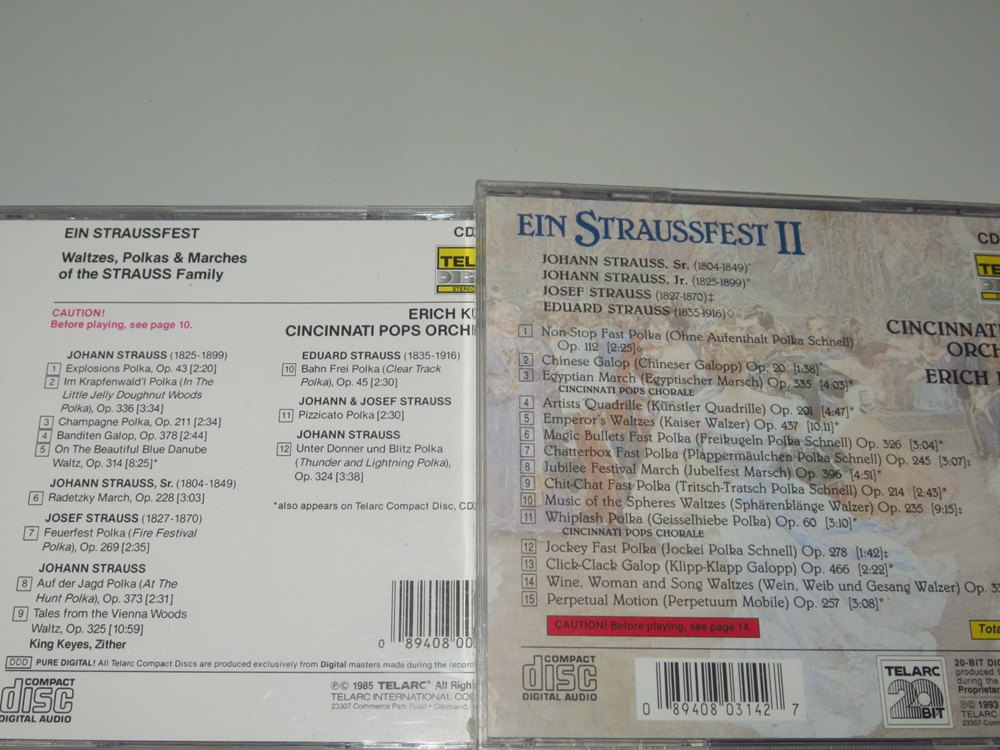 EIN STRAUSSFEST
Waltzes, Polkas & Marches
of the STRAUSS Family
CAUTION!
Before playing, see page 10.
ERICH
CINCINNATI POPS
JOHANN STRAUSS (1825-1899)
1 Explosions Polka, Op. 43 [2:20]
2 Im Krapfenwald'l Polka (In The
Little Jelly Doughnut Woods
Polka), Op. 336 [3:34]
3 Champagne Polka, Op. 211 [2:34]
4 Banditen Galop, Op. 378 [2:44]
5 On The Beautiful Blue Danube
Waltz, Op. 314 [8:25]*
JOHANN STRAUSS, Sr. (1804-1849)
6 Radetzky March, Op. 228 [3:03]
JOSEF STRAUSS (1827-1870)
7 Feuerfest Polka (Fire Festival
Polka), Op. 269 [2:35]
JOHANN STRAUSS
8 Auf der Jagd Polka (At The
Hunt Polka), Op. 373 [2:31]
9 Tales from the Vienna Woods
Waltz, Op. 325 [10:59]
King Keyes, Zither
EDUARD STRAUSS (1835-1916)
10 Bahn Frei Polka (Clear Track
Polka), Op. 45 [2:30]
JOHANN & JOSEF STRAUSS
11 Pizzicato Polka [2:30]
JOHANN STRAUSS
12 Unter Donner und Blitz Polka
(Thunder and Lightning Polka),
Op. 324 [3:38]
*also appears on Telarc Compact Disc,
0 89408 00
DDD PURE DIGITAL! All Telarc Compact Discs are produced exclusively from Digital masters made during the
COMPACT
disc
DIGITAL AUDIO
℗© 1985 TELARC® All
TELARC INTERNATIONAL
23307 Commerce Park Road • Cleveland,
STEREO
EIN STRAUSSFEST II
JOHANN STRAUSS, Sr. (1804-1849)*
JOHANN STRAUSS, Jr. (1825-1899)*
JOSEF STRAUSS (1827-1870)‡
EDUARD STRAUSS (1835-1916)◊
CINCINNATI
ERICH
1 Non-Stop Fast Polka (Ohne Aufenthalt Polka Schnell)
Op. 112 [2:25]◊
2 Chinese Galop (Chineser Galopp) Op. 20 [1:38]*
3 Egyptian March (Egyptischer Marsch) Op. 335 [4:03]*
CINCINNATI POPS CHORALE
4 Artists Quadrille (Künstler Quadrille) Op. 201 [4:47]*
5 Emperor's Waltzes (Kaiser Walzer) Op. 437 [10:11]*
6 Magic Bullets Fast Polka (Freikugeln Polka Schnell) Op. 326 [3:04]*
7 Chatterbox Fast Polka (Plappermäulchen Polka Schnell) Op. 245 [3:07]‡
8 Jubilee Festival March (Jubelfest Marsch) Op. 396 [4:51]*
9 Chit-Chat Fast Polka (Tritsch-Tratsch Polka Schnell) Op. 214 [2:43]*
10 Music of the Spheres Waltzes (Sphärenklänge Walzer) Op. 235 [9:15]‡
11 Whiplash Polka (Geisselhiebe Polka) Op. 60 [3:10]*
CINCINNATI POPS CHORALE
12 Jockey Fast Polka (Jockei Polka Schnell) Op. 278 [1:42]‡
13 Click-Clack Galop (Klipp-Klapp Galopp) Op. 466 [2:22]*
14 Wine, Woman and Song Waltzes (Wein, Weib und Gesang Walzer) Op.
15 Perpetual Motion (Perpetuum Mobile) Op. 257 [3:08]*
CAUTION! Before playing, see page 14.
COMPACT
disc
DIGITAL AUDIO
0 89408 03142 7
TELARC
20
BIT
20-BIT
produced
during the
℗© 1993
TELARC
23307